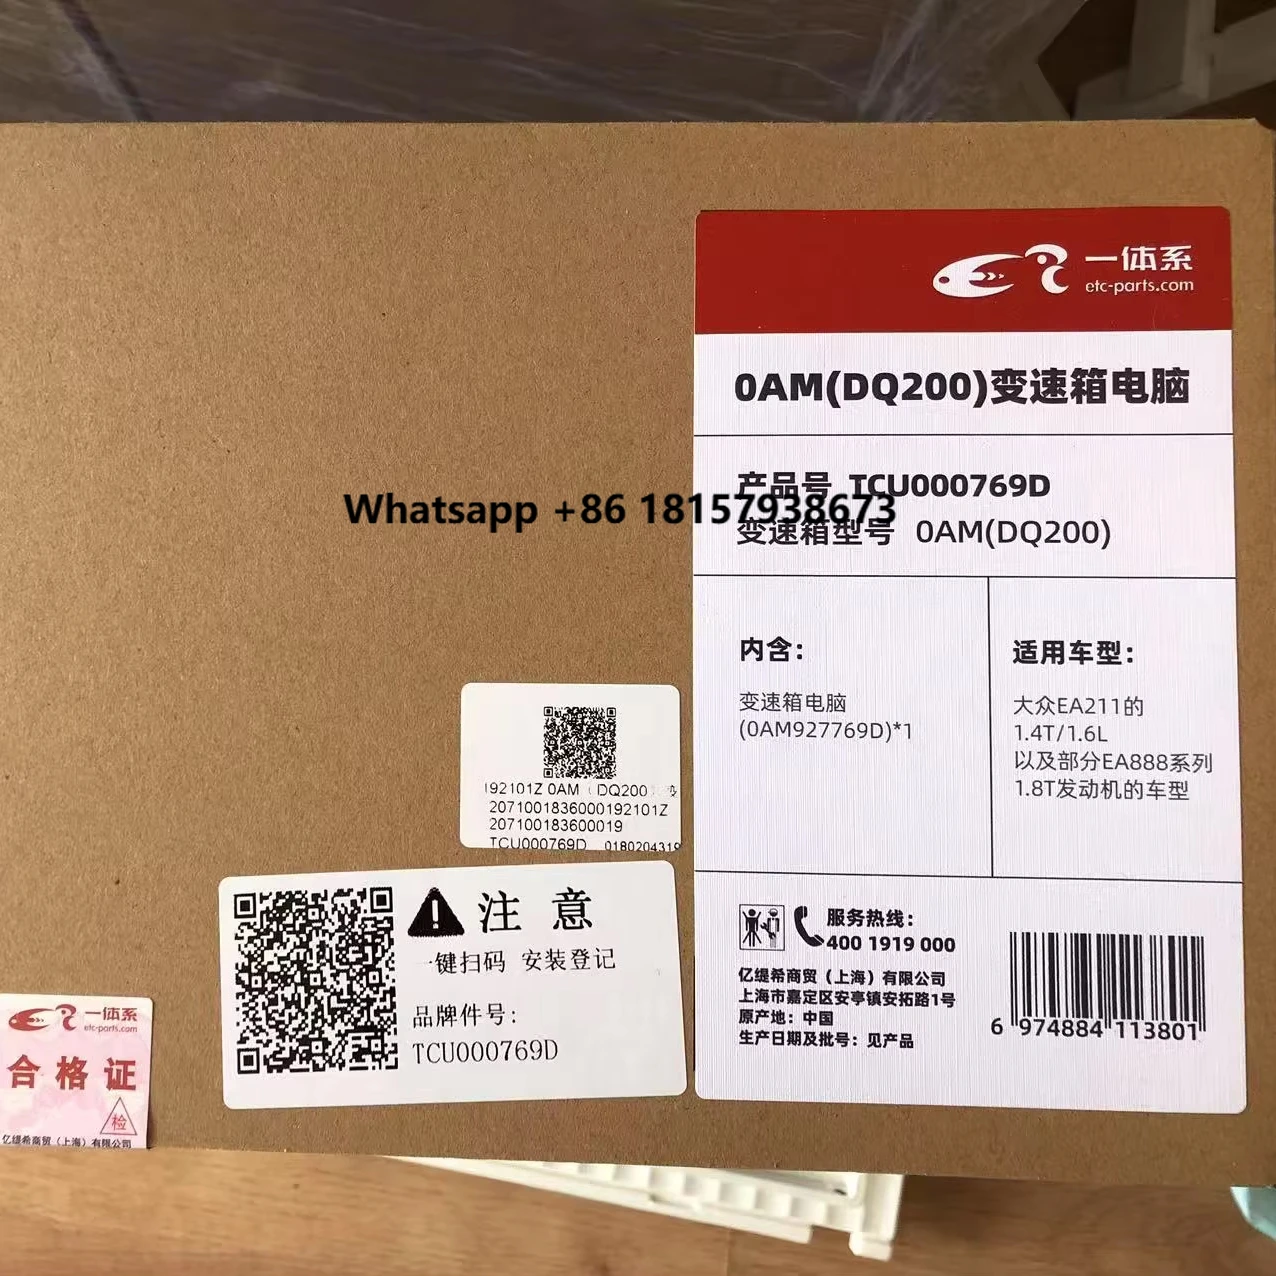 一体系
etc-parts.com
0AM(DQ200)变速箱电脑
产品号 TCU000769D
Whatsapp +86 18157938673
变速箱型号 0AM(DQ200)
内含：
变速箱电脑
(0AM927769D)*1
适用车型：
大众EA211的
1.4T/1.6L
以及部分EA888系列
1.8T发动机的车型
192101Z 0AM（DQ200）变
2071001836000192101Z
207100183600019
TCU000769D 0180204319
注 意
一键扫码 安装登记
品牌件号：
TCU000769D
服务热线：
400 1919 000
亿缇希商贸（上海）有限公司
上海市嘉定区安亭镇安拓路1号
原产地：中国
生产日期及批号：见产品
6 974884 113801
一体系
etc-parts.com
合格证
检
亿缇希商贸（上海）有限公司